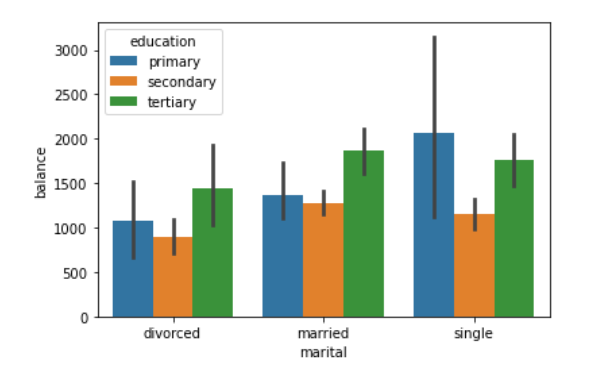 education
primary
secondary
tertiary
3000
2500
2000
1500
1000
500
0
balance
divorced married single
marital